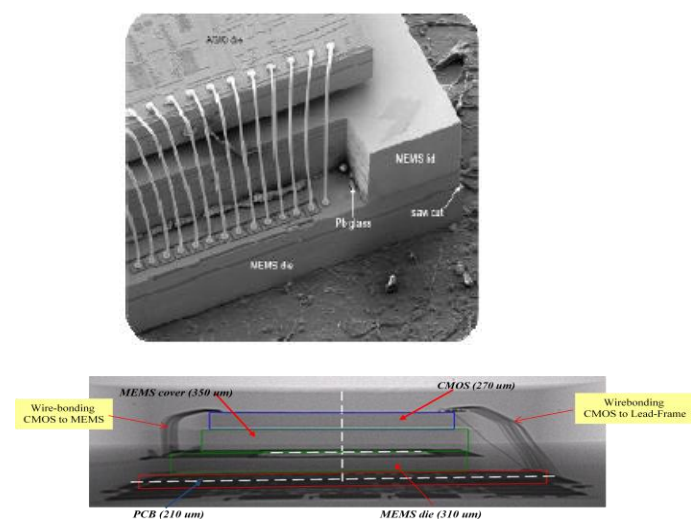 ASIC die
MEMS lid
Pb glass
saw cut
MEMS die
MEMS cover (350 um)
CMOS (270 um)
Wire-bonding
CMOS to MEMS
Wirebonding
CMOS to Lead-Frame
PCB (210 um)
MEMS die (310 um)